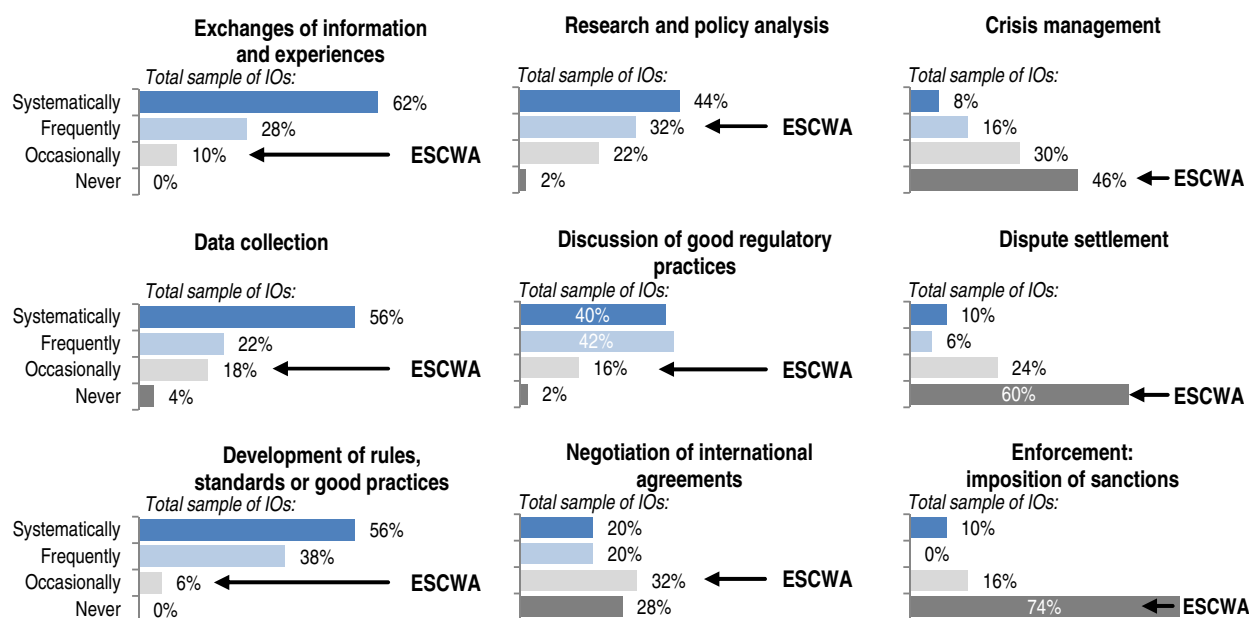 Exchanges of information
and experiences
Total sample of IOs:
Systematically 62%
Frequently 28%
Occasionally 10% ESCWA
Never 0%
Research and policy analysis
Total sample of IOs:
44%
32% ESCWA
22%
2%
Crisis management
Total sample of IOs:
8%
16%
30%
46% ESCWA
Data collection
Total sample of IOs:
Systematically 56%
Frequently 22%
Occasionally 18% ESCWA
Never 4%
Discussion of good regulatory
practices
Total sample of IOs:
40%
42%
16% ESCWA
2%
Dispute settlement
Total sample of IOs:
10%
6%
24%
60% ESCWA
Development of rules,
standards or good practices
Total sample of IOs:
Systematically 56%
Frequently 38%
Occasionally 6% ESCWA
Never 0%
Negotiation of international
agreements
Total sample of IOs:
20%
20%
32% ESCWA
28%
Enforcement:
imposition of sanctions
Total sample of IOs:
10%
0%
16%
74% ESCWA